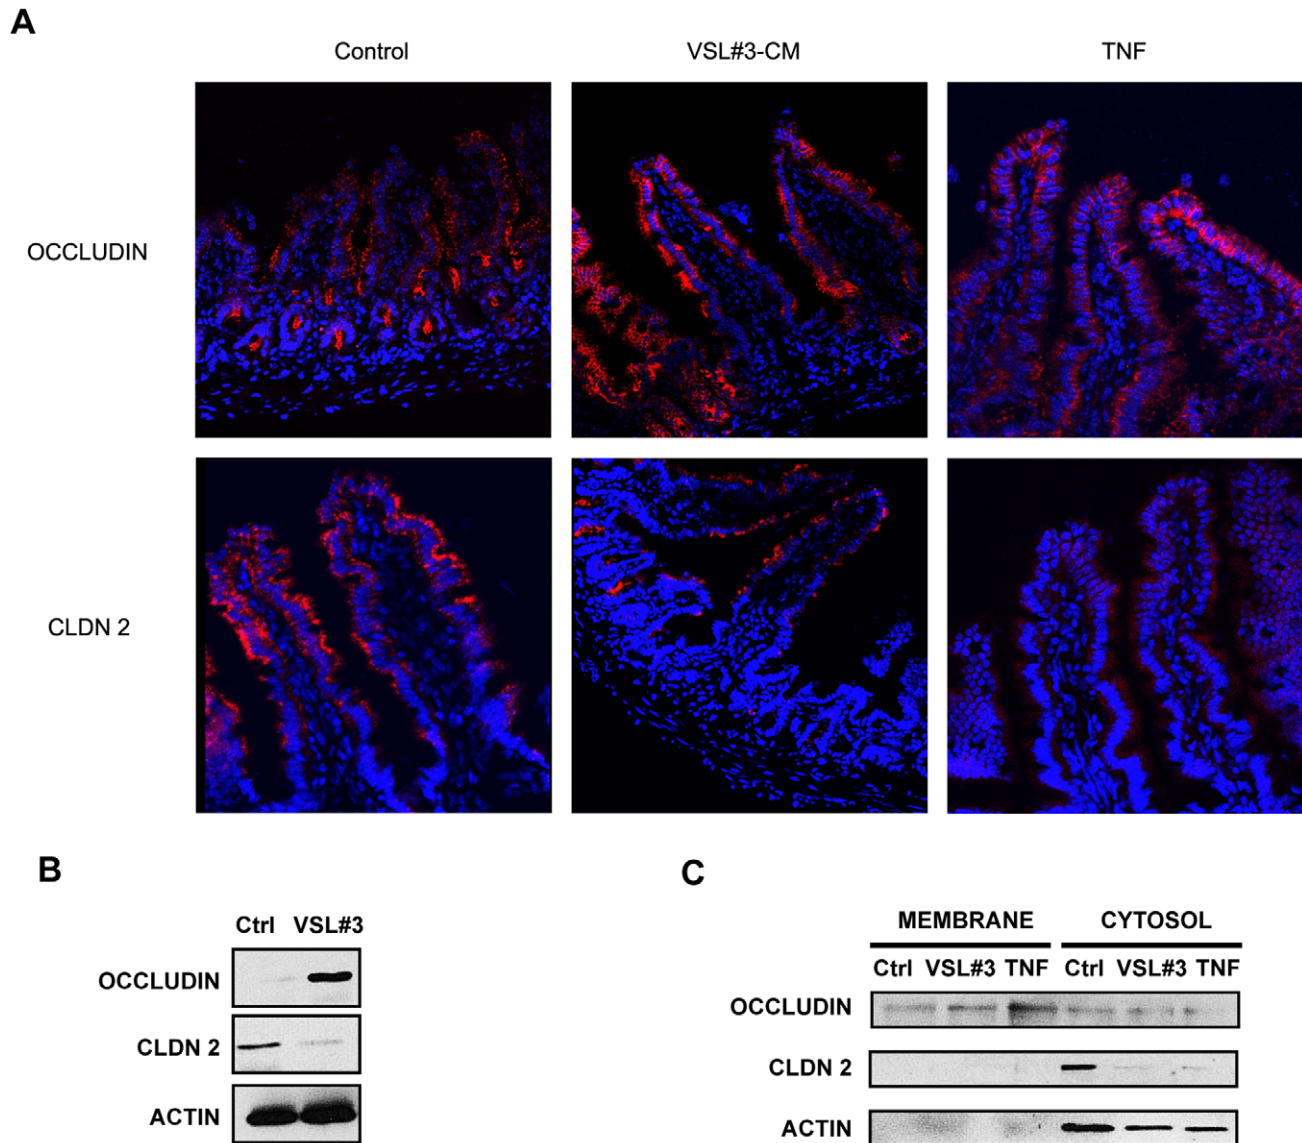 A
Control VSL#3-CM TNF
OCCLUDIN
CLDN 2
B
Ctrl VSL#3
OCCLUDIN
CLDN 2
ACTIN
C
MEMBRANE CYTOSOL
Ctrl VSL#3 TNF Ctrl VSL#3 TNF
OCCLUDIN
CLDN 2
ACTIN